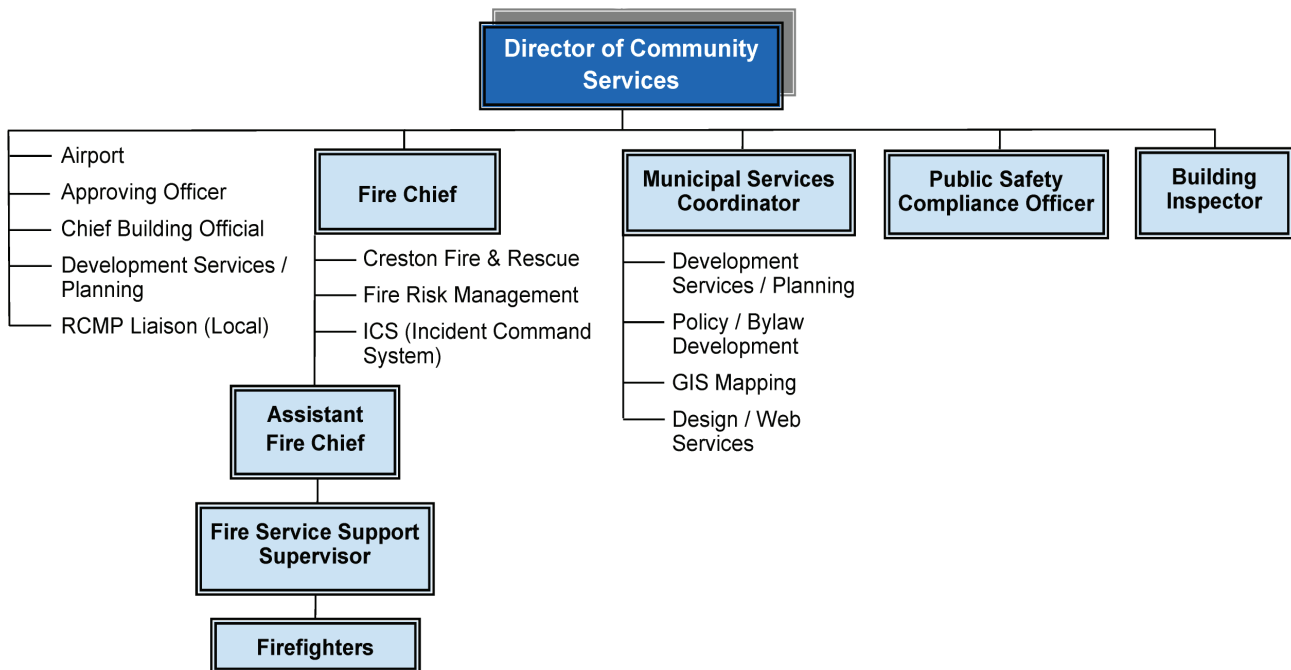 Director of Community
Services
Airport
Approving Officer
Chief Building Official
Development Services /
Planning
RCMP Liaison (Local)
Fire Chief
Creston Fire & Rescue
Fire Risk Management
ICS (Incident Command
System)
Assistant
Fire Chief
Fire Service Support
Supervisor
Firefighters
Municipal Services
Coordinator
Development
Services / Planning
Policy / Bylaw
Development
GIS Mapping
Design / Web
Services
Public Safety
Compliance Officer
Building
Inspector